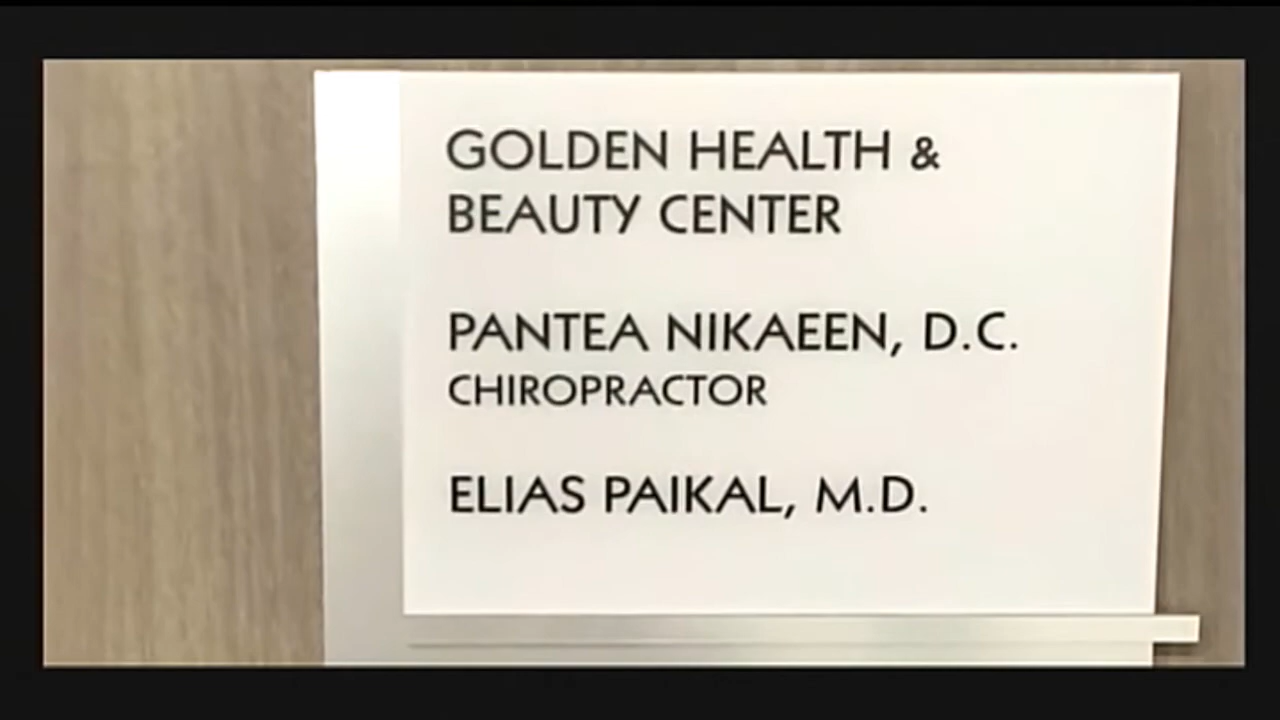 GOLDEN HEALTH &
BEAUTY CENTER
PANTEA NIKAEEN, D.C.
CHIROPRACTOR
ELIAS PAIKAL, M.D.